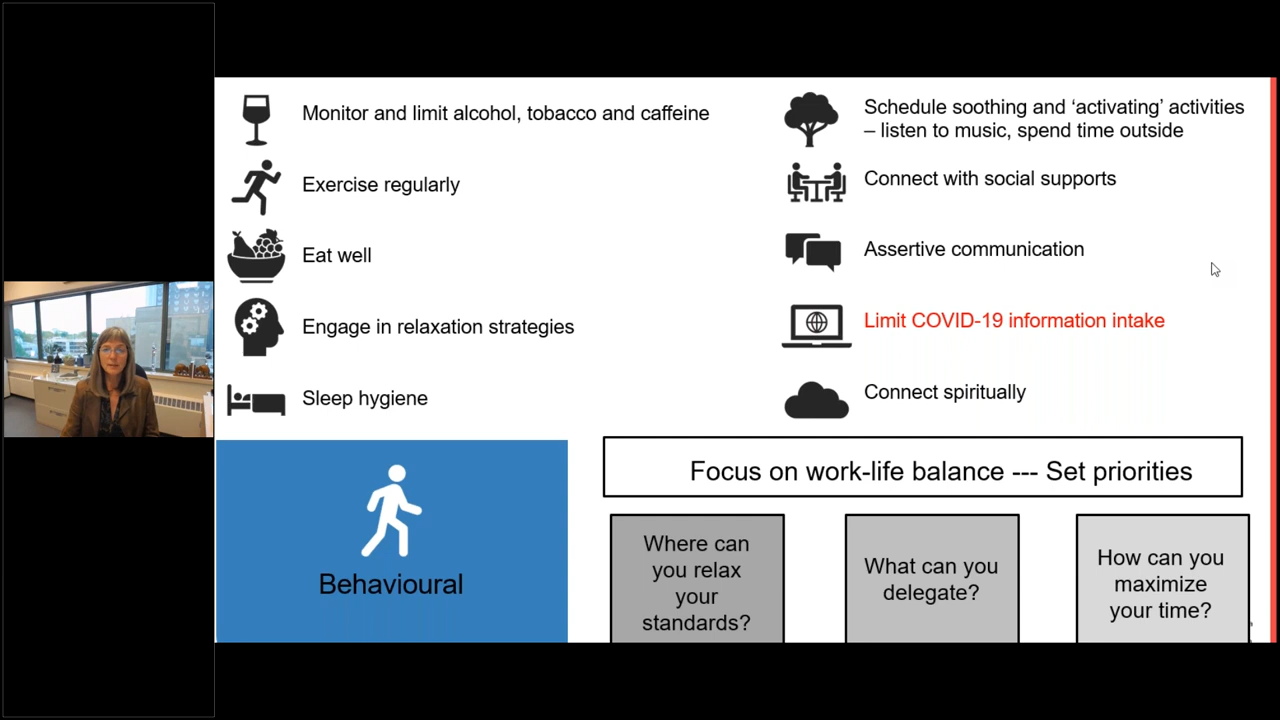 Monitor and limit alcohol, tobacco and caffeine
Exercise regularly
Eat well
Engage in relaxation strategies
Sleep hygiene
Schedule soothing and ‘activating’ activities
– listen to music, spend time outside
Connect with social supports
Assertive communication
Limit COVID-19 information intake
Connect spiritually
Behavioural
Focus on work-life balance --- Set priorities
Where can
you relax
your
standards?
What can you
delegate?
How can you
maximize
your time?